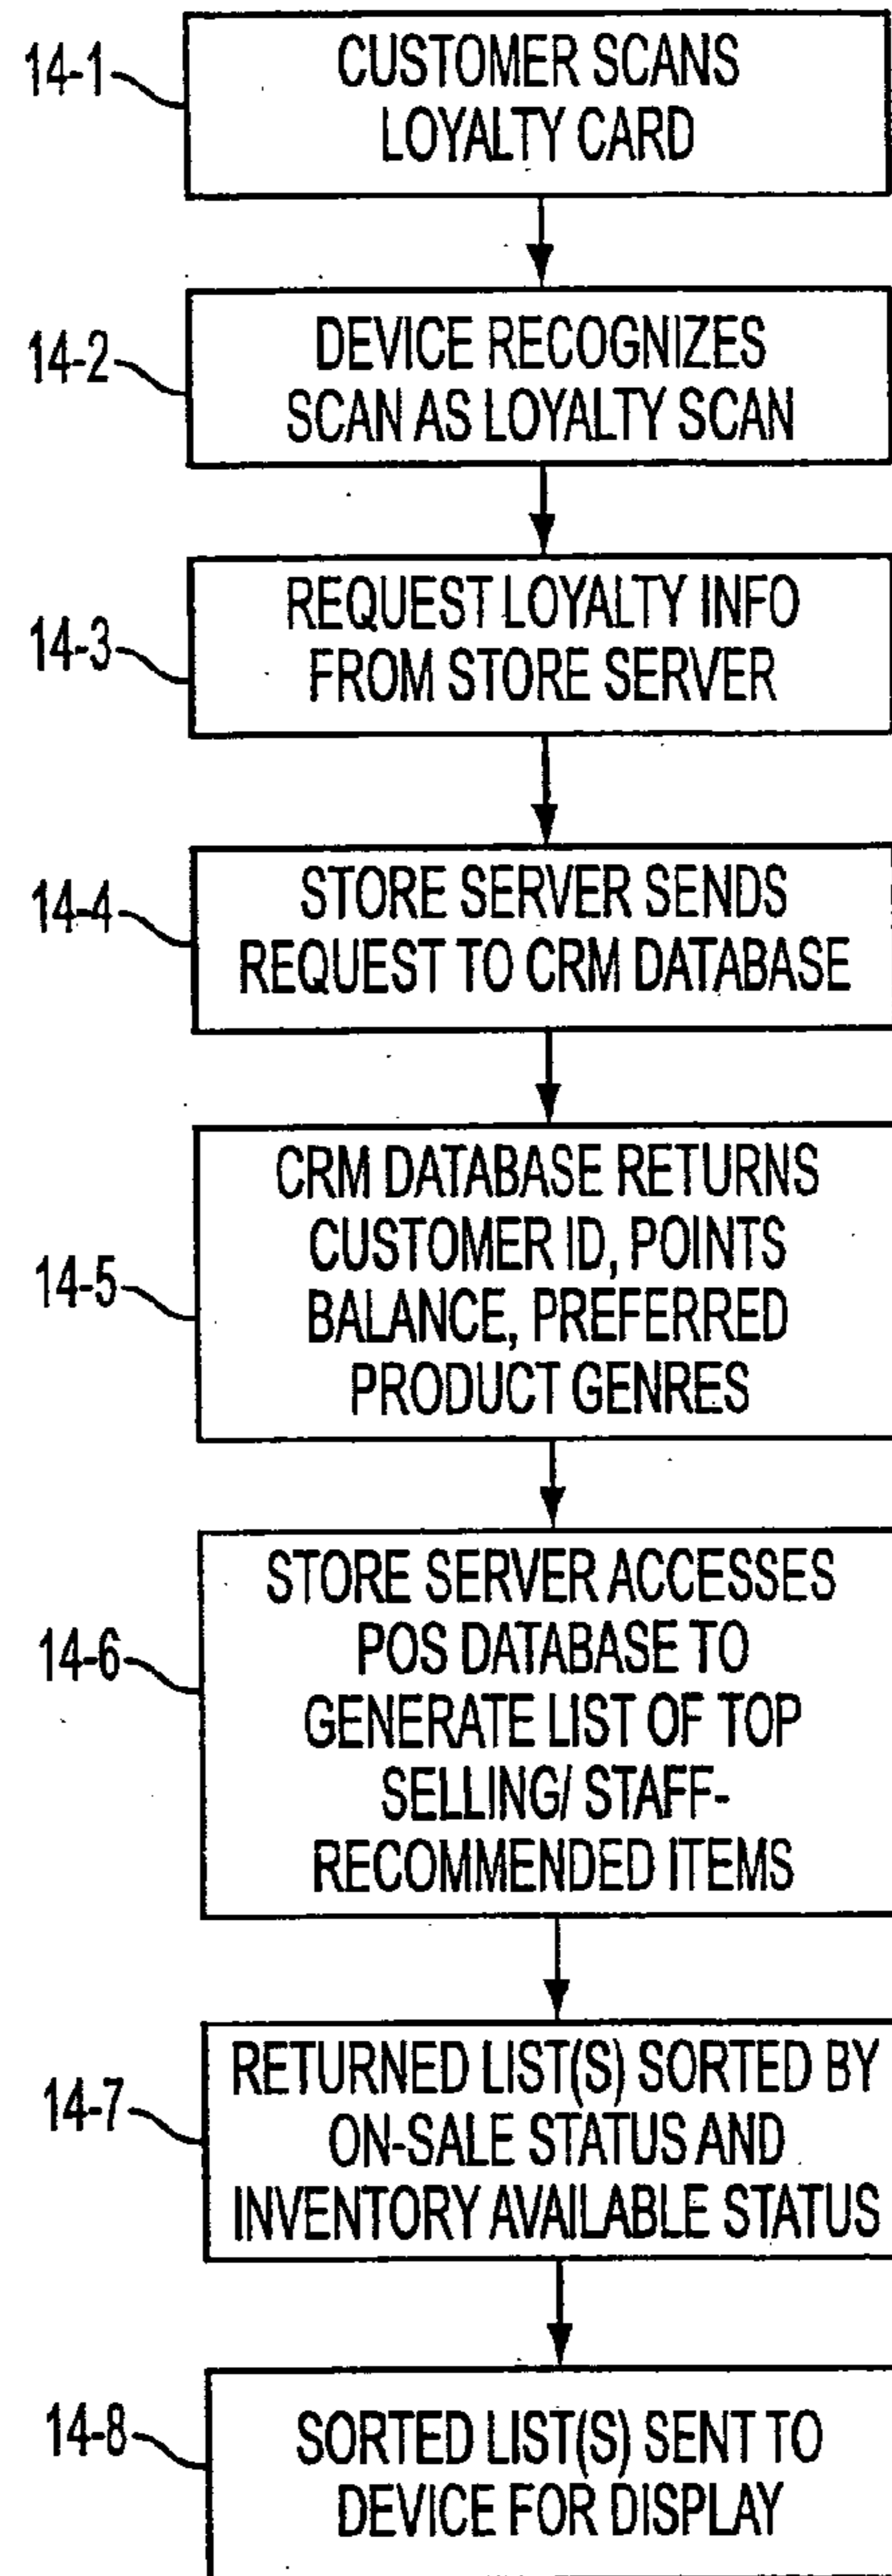 14-1
CUSTOMER SCANS
LOYALTY CARD
14-2
DEVICE RECOGNIZES
SCAN AS LOYALTY SCAN
14-3
REQUEST LOYALTY INFO
FROM STORE SERVER
14-4
STORE SERVER SENDS
REQUEST TO CRM DATABASE
14-5
CRM DATABASE RETURNS
CUSTOMER ID, POINTS
BALANCE, PREFERRED
PRODUCT GENRES
14-6
STORE SERVER ACCESSES
POS DATABASE TO
GENERATE LIST OF TOP
SELLING/ STAFF-
RECOMMENDED ITEMS
14-7
RETURNED LIST(S) SORTED BY
ON-SALE STATUS AND
INVENTORY AVAILABLE STATUS
14-8
SORTED LIST(S) SENT TO
DEVICE FOR DISPLAY